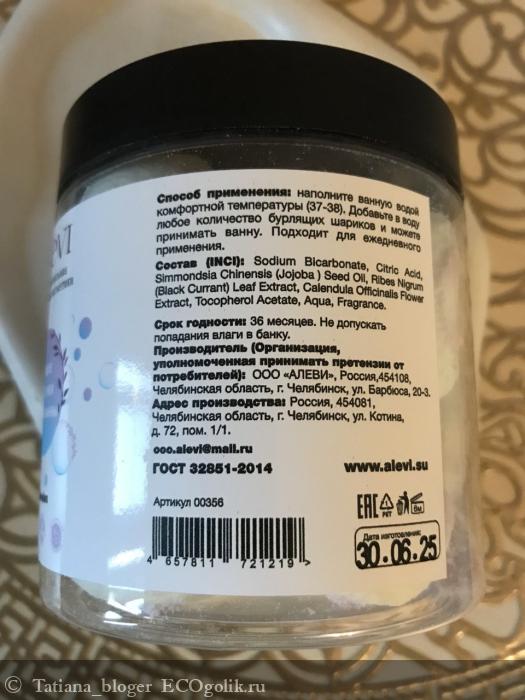 Способ применения: наполните ванную водой
комфортной температуры (37-38). Добавьте в воду
любое количество бурлящих шариков и можете
принимать ванну. Подходит для ежедневного
применения.
Состав (INCI): Sodium Bicarbonate, Citric Acid,
Simmondsia Chinensis (Jojoba ) Seed Oil, Ribes Nigrum
(Black Currant) Leaf Extract, Calendula Officinalis Flower
Extract, Tocopherol Acetate, Aqua, Fragrance.
Срок годности: 36 месяцев. Не допускать
попадания влаги в банку.
Производитель (Организация,
уполномоченная принимать претензии от
потребителей): ООО «АЛЕВИ», Россия,454108,
Челябинская область, г. Челябинск, ул. Барбюса, 20-3.
Адрес производства: Россия, 454081,
Челябинская область, г. Челябинск, ул. Котина,
д. 72, пом. 1/1.
ooo.alevi@mail.ru
ГОСТ 32851-2014
www.alevi.su
Артикул 00356
EAC
1
PET
6м
Дата изготовления:
30.06.25
4 657811 721219 >
© Tatiana_bloger ECOgolik.ru